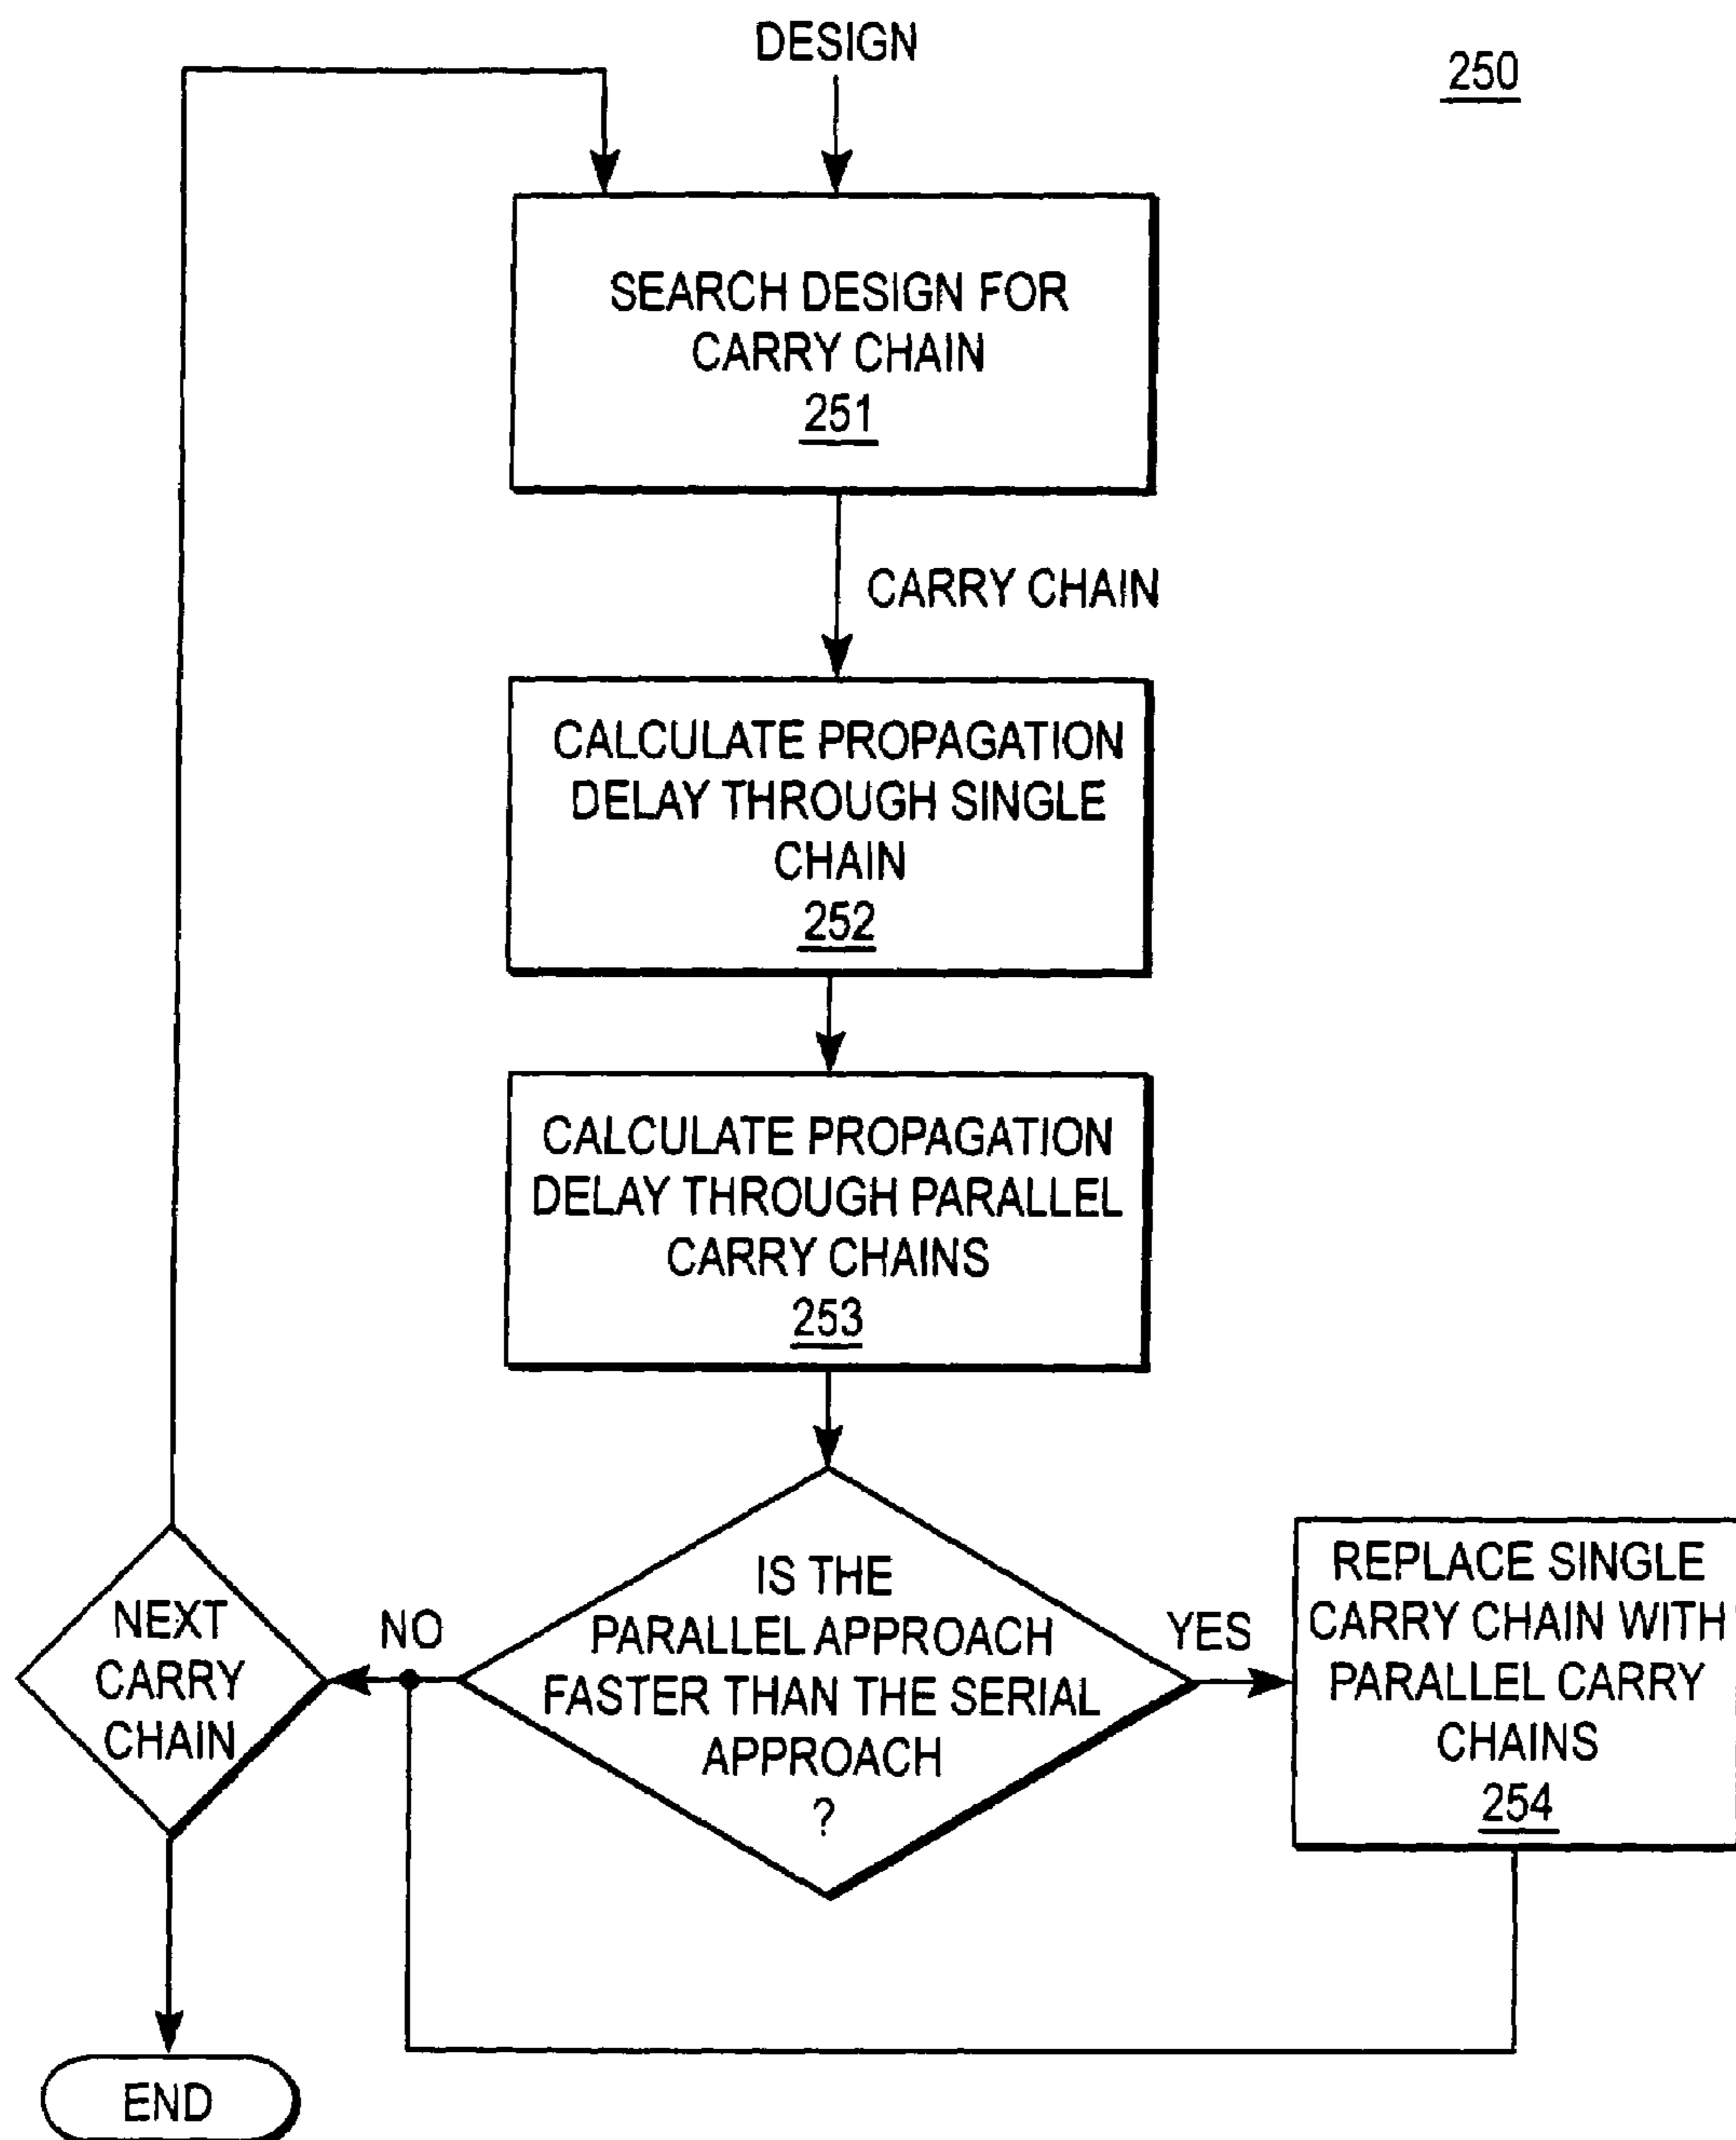 DESIGN
250
SEARCH DESIGN FOR
CARRY CHAIN
251
CARRY CHAIN
CALCULATE PROPAGATION
DELAY THROUGH SINGLE
CHAIN
252
CALCULATE PROPAGATION
DELAY THROUGH PARALLEL
CARRY CHAINS
253
IS THE
PARALLEL APPROACH
FASTER THAN THE SERIAL
APPROACH
?
NO
YES
NEXT
CARRY
CHAIN
REPLACE SINGLE
CARRY CHAIN WITH
PARALLEL CARRY
CHAINS
254
END